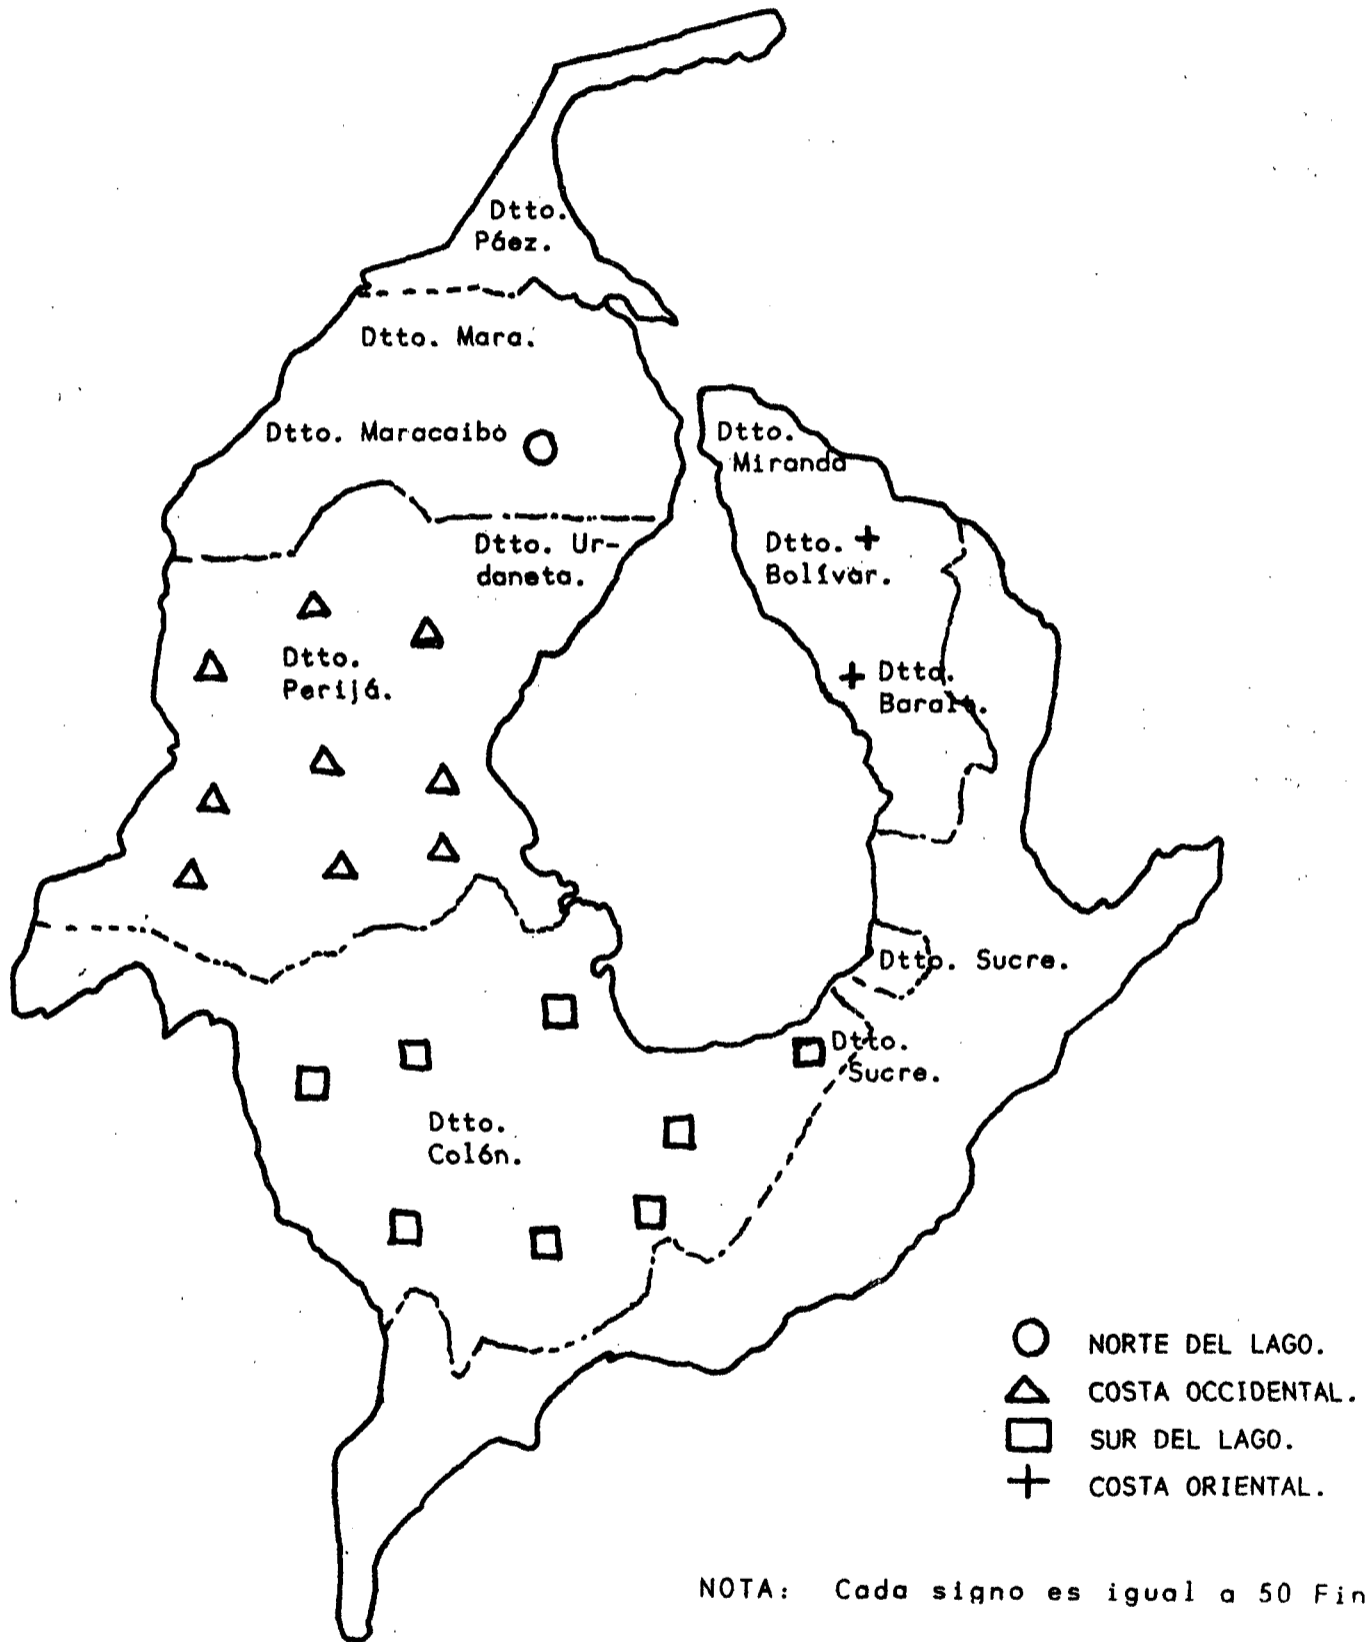 Dtto.
Páez.
Dtto. Mara.
Dtto. Maracaibo
Dtto.
Miranda
Dtto. Ur-
daneta.
Dtto.
Bolívar.
Dtto.
Perijá.
Dtto.
Baralt.
Dtto. Sucre.
Dtto.
Sucre.
Dtto.
Colón.
NORTE DEL LAGO.
COSTA OCCIDENTAL.
SUR DEL LAGO.
COSTA ORIENTAL.
NOTA: Cada signo es igual a 50 Fin